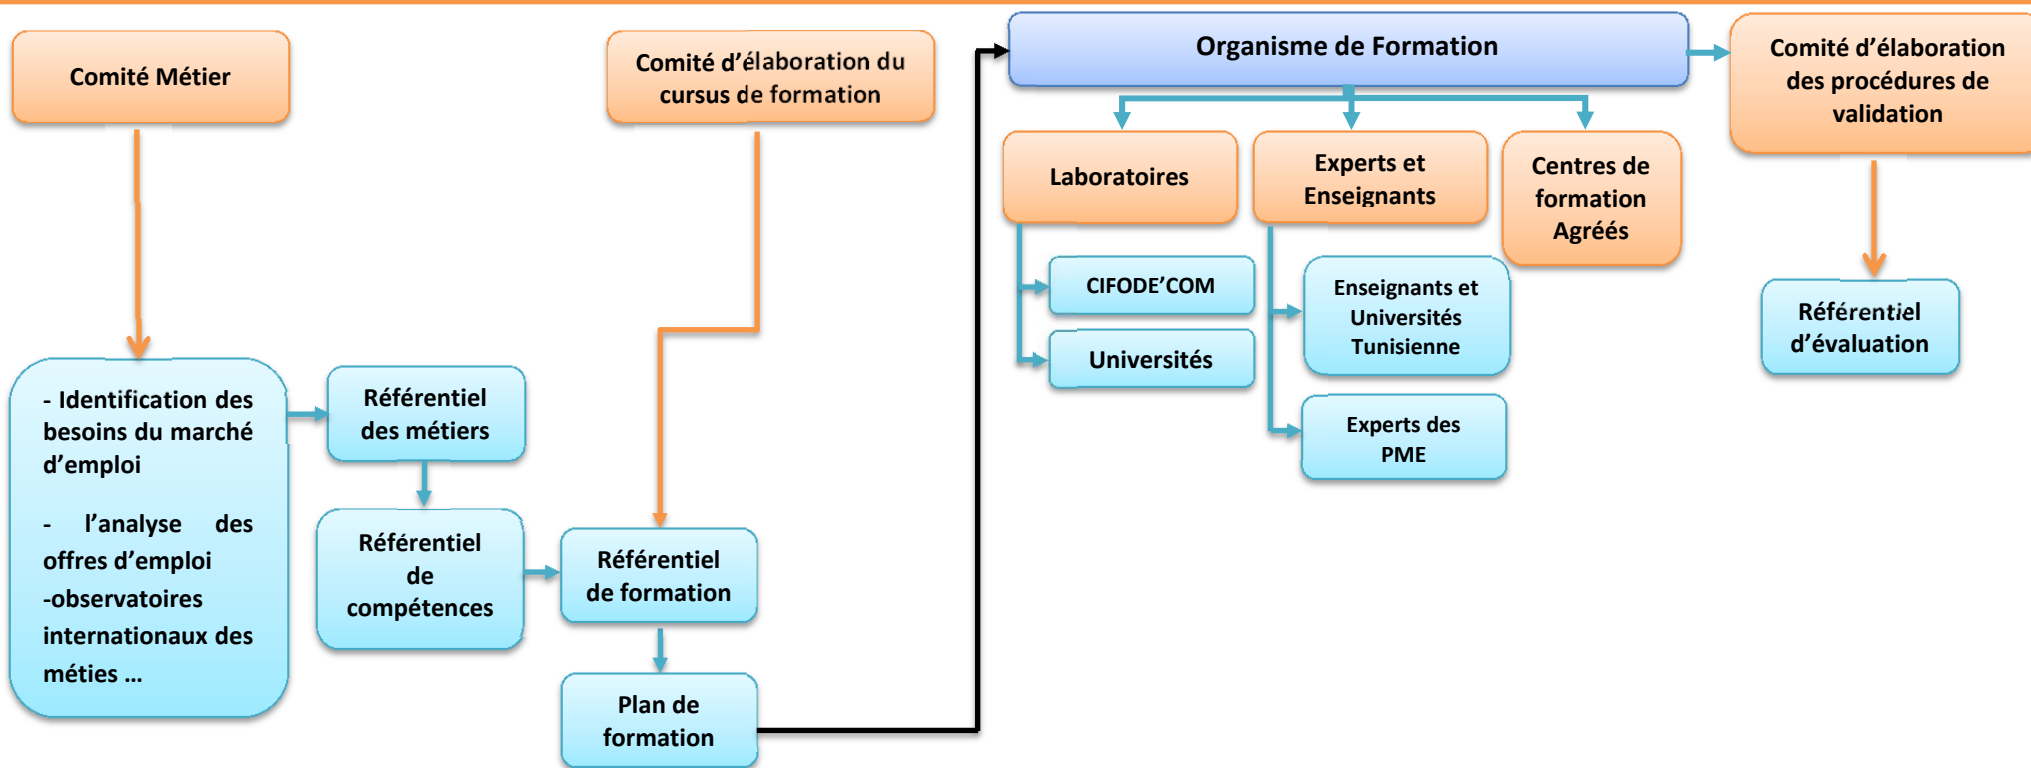 Comité Métier
Comité d'élaboration du
cursus de formation
Organisme de Formation
Comité d'élaboration
des procédures de
validation
Laboratoires
Experts et
Enseignants
Centres de
formation
Agréés
CIFODE'COM
Universités
Enseignants et
Universités
Tunisienne
Experts des
PME
Référentiel
d'évaluation
- Identification des
besoins du marché
d'emploi
- l'analyse des
offres d'emploi
-observatoires
internationaux des
méties ...
Référentiel
des métiers
Référentiel
de
compétences
Référentiel
de formation
Plan de
formation